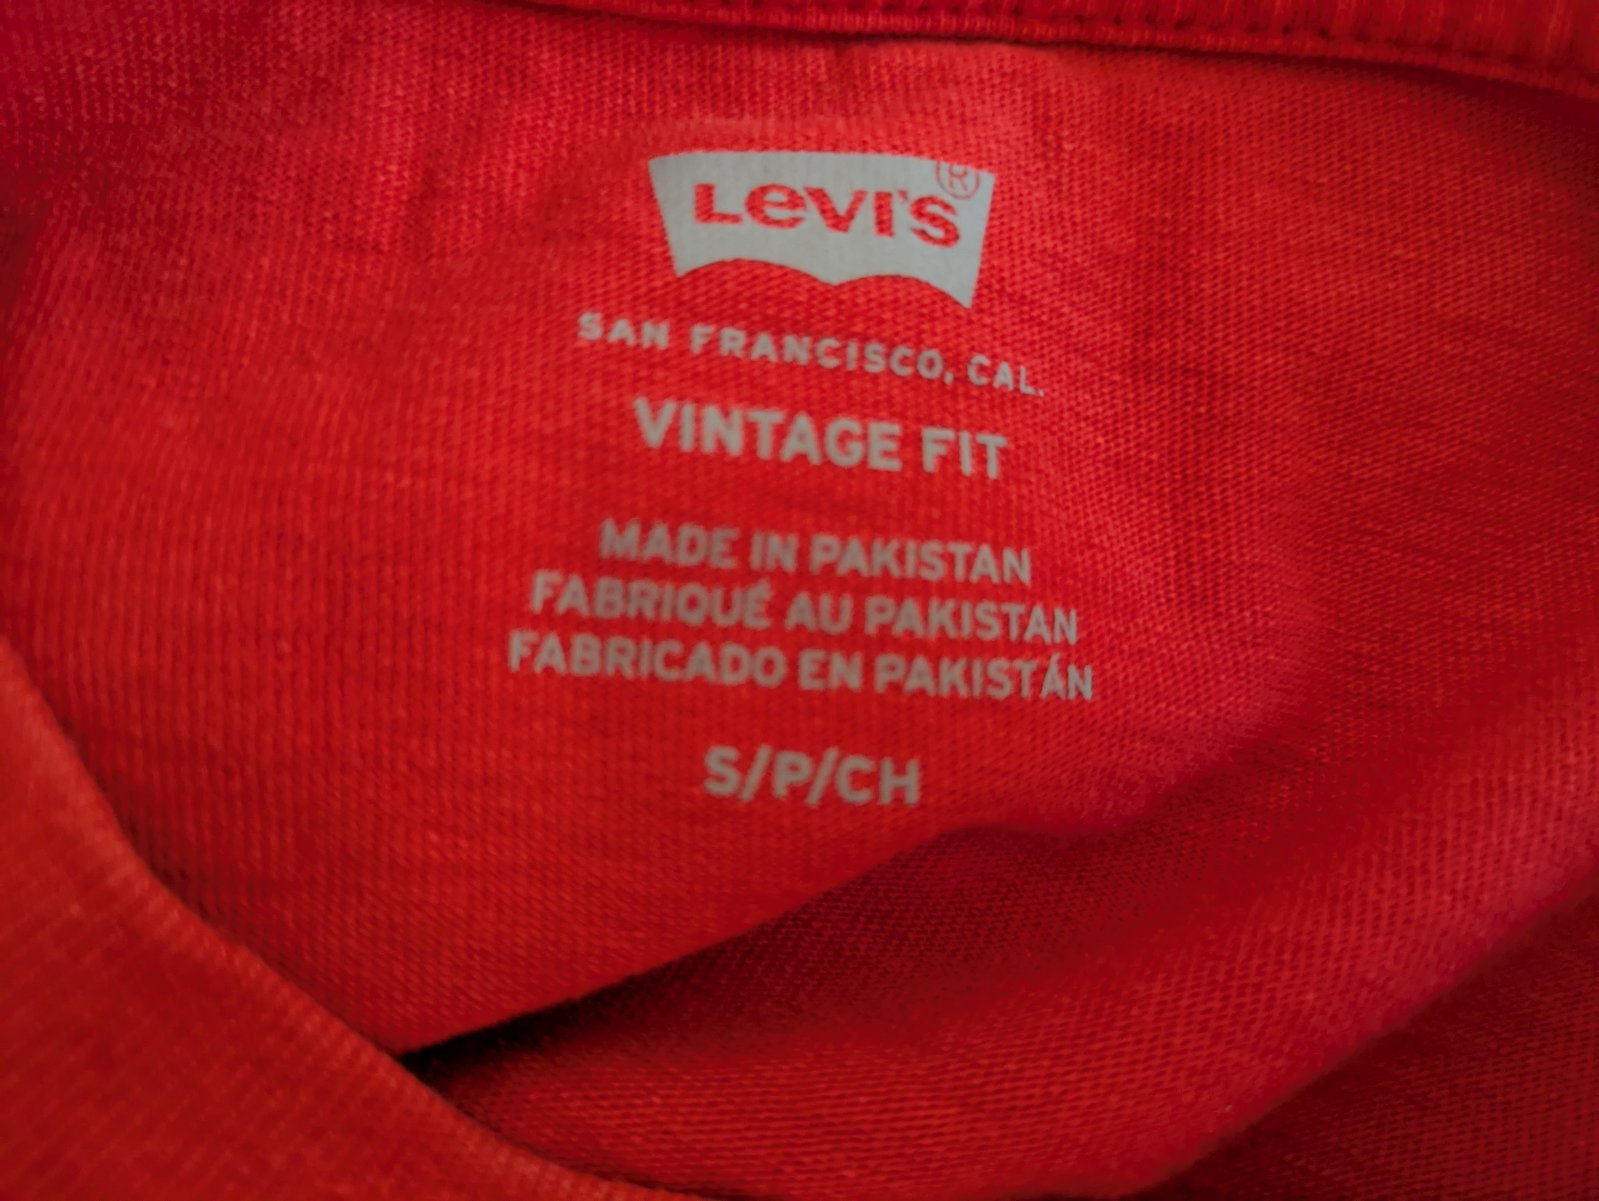 Levi's®
SAN FRANCISCO, CAL.
VINTAGE FIT
MADE IN PAKISTAN
FABRIQUÉ AU PAKISTAN
FABRICADO EN PAKISTÁN
S/P/CH